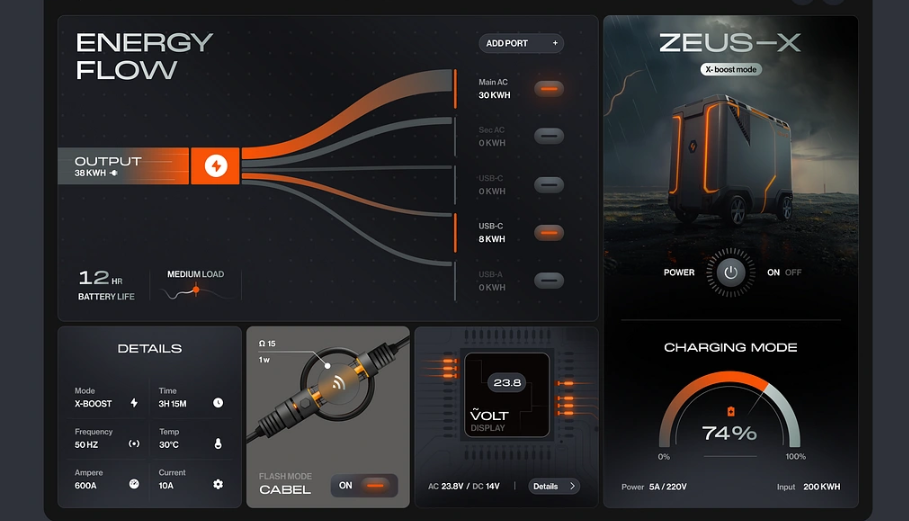 ENERGY
FLOW
ADD PORT +
OUTPUT
38 KWH
Main AC
30 KWH
Sec AC
0 KWH
USB-C
0 KWH
USB-C
8 KWH
USB-A
0 KWH
12 HR
BATTERY LIFE
MEDIUM LOAD
ZEUS-X
X-boost mode
POWER
ON OFF
CHARGING MODE
74%
0%
100%
Power 5A / 220V
Input 200 KWH
DETAILS
Mode
X-BOOST
Time
3H 15M
Frequency
50 HZ
Temp
30°C
Ampere
600A
Current
10A
Ω 15
1 w
FLASH MODE
CABEL
ON
23.8
~
VOLT
DISPLAY
AC 23.8V / DC 14V
Details